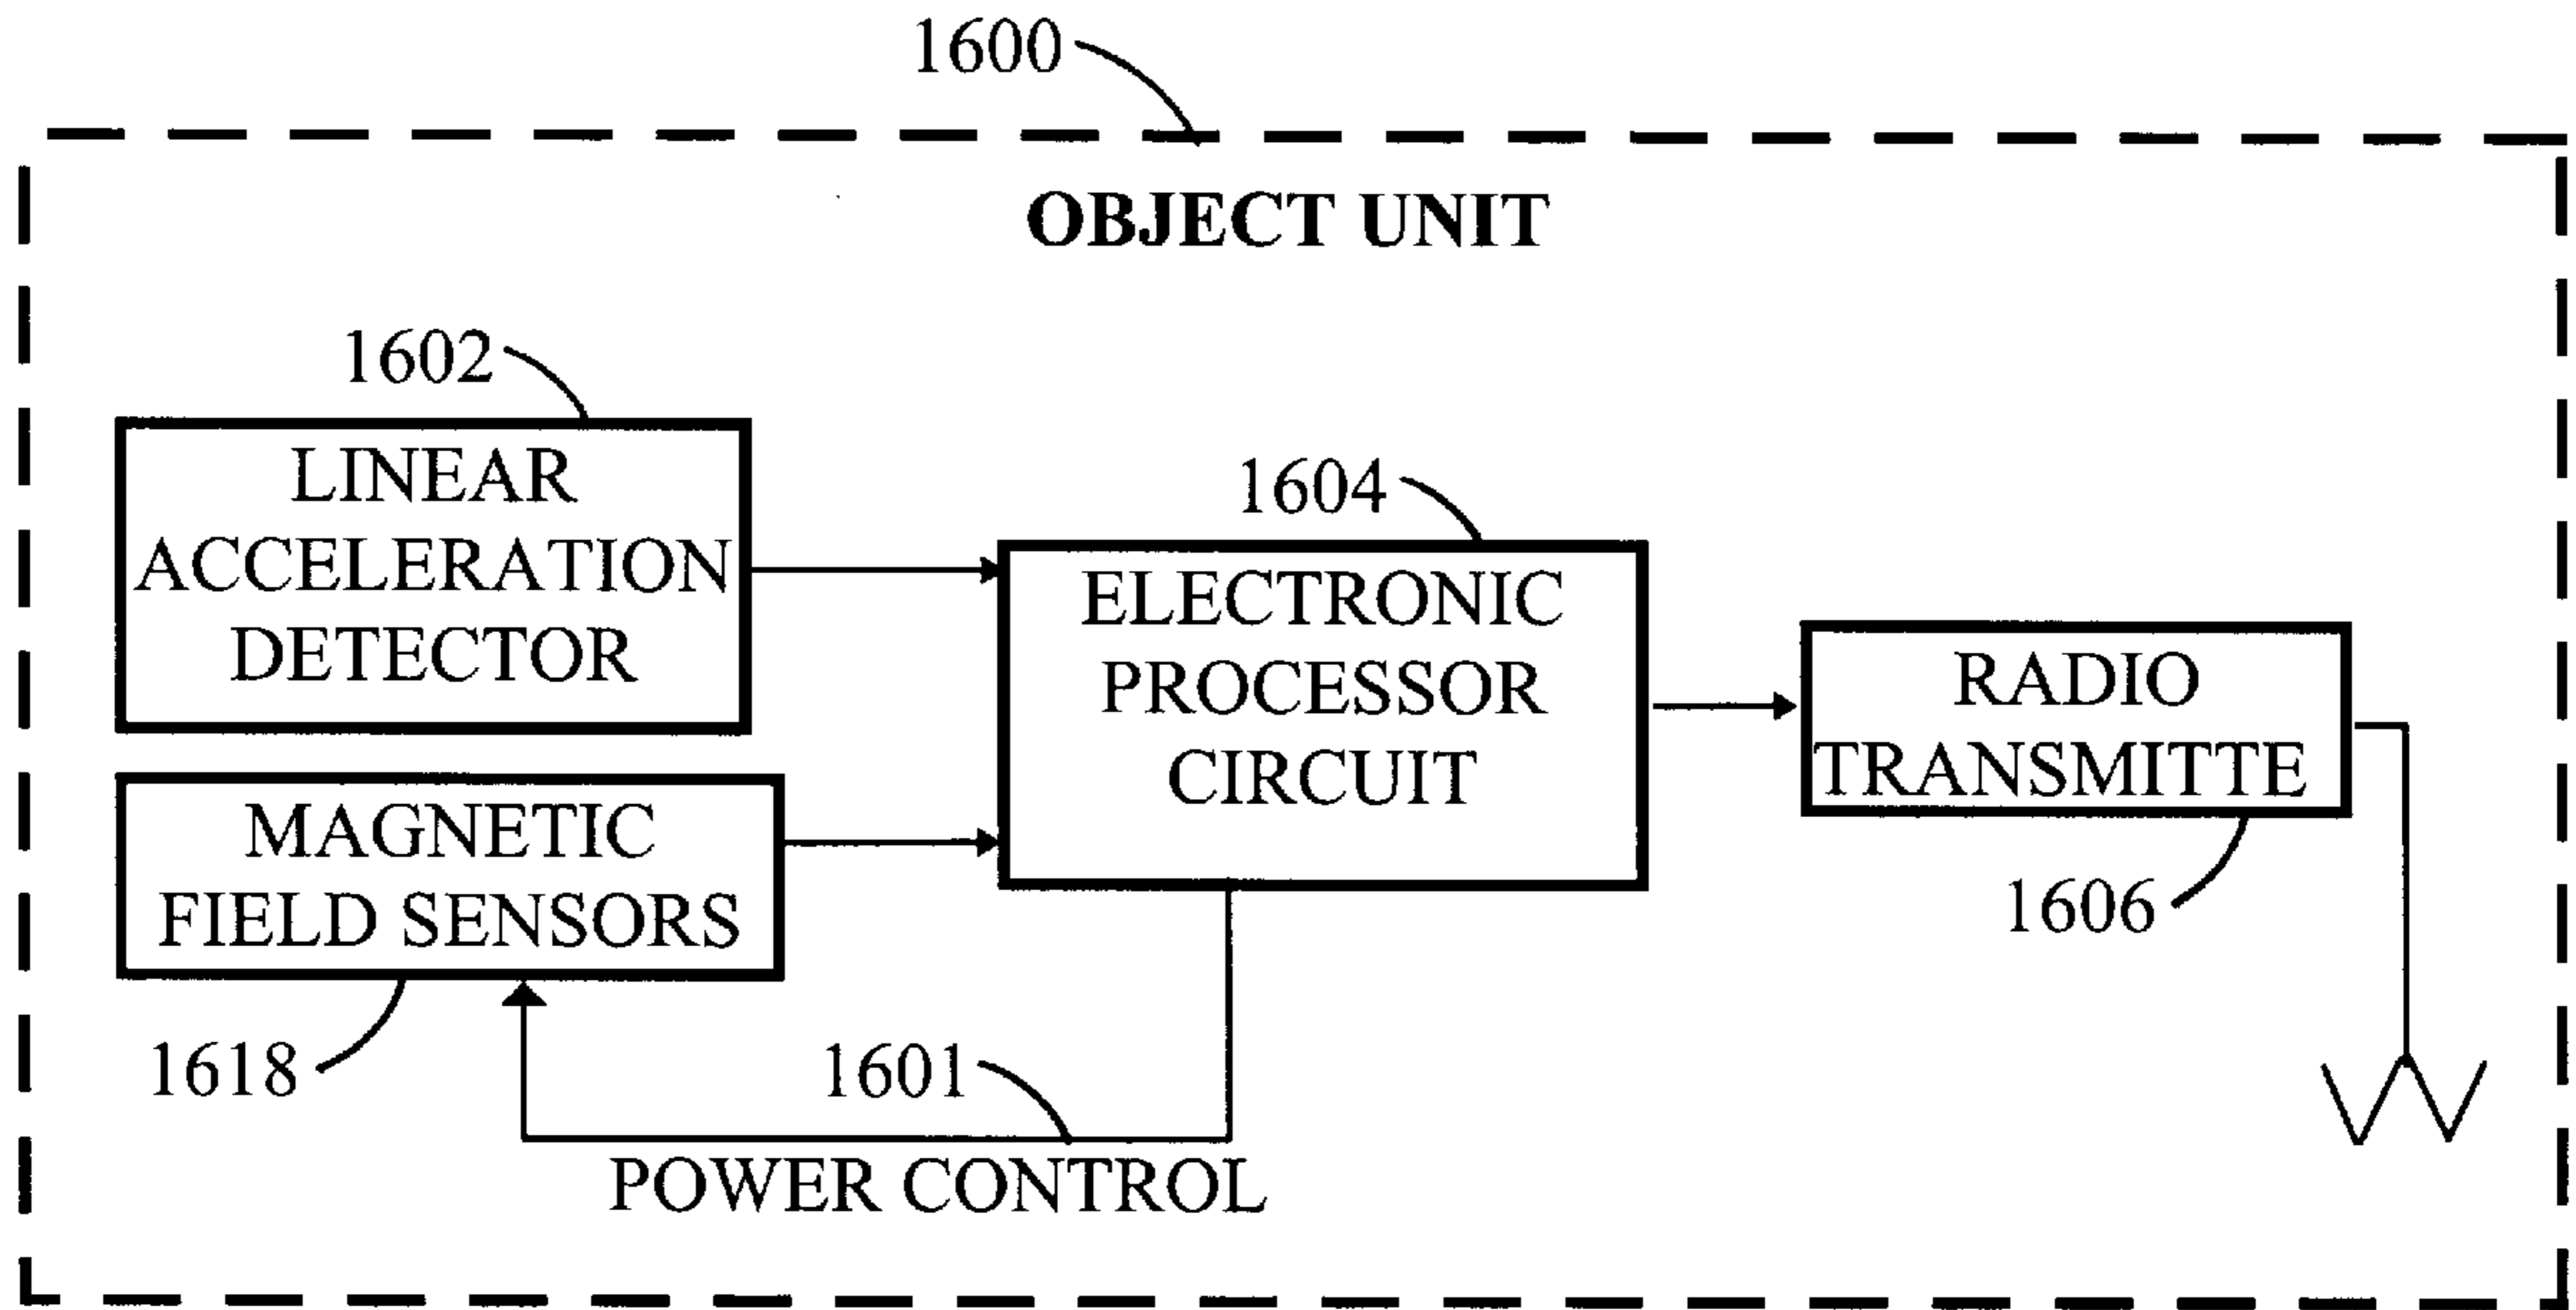 1600
OBJECT UNIT
1602
LINEAR
ACCELERATION
DETECTOR
1604
ELECTRONIC
PROCESSOR
CIRCUIT
RADIO
TRANSMITTE
1606
MAGNETIC
FIELD SENSORS
1618
1601
POWER CONTROL